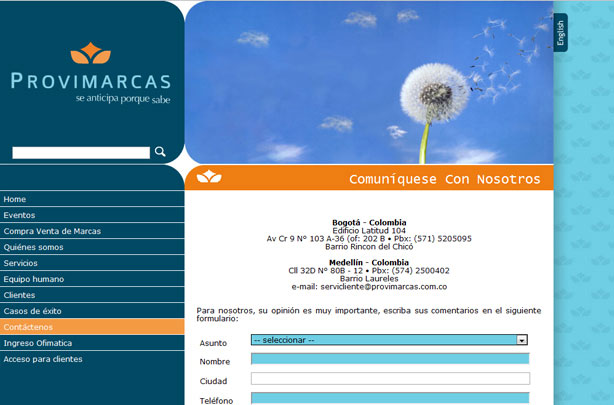 English
PROVIMARCAS
se anticipa porque sabe
Comuníquese Con Nosotros
Home
Eventos
Compra Venta de Marcas
Quiénes somos
Servicios
Equipo humano
Clientes
Casos de éxito
Contáctenos
Ingreso Ofimatica
Acceso para clientes
Bogotá - Colombia
Edificio Latitud 104
Av Cr 9 N° 103 A-36 (of: 202 B • Pbx: (571) 5205095
Barrio Rincon del Chicó
Medellín - Colombia
Cll 32D N° 80B - 12 • Pbx: (574) 2500402
Barrio Laureles
e-mail: servicliente@provimarcas.com.co
Para nosotros, su opinión es muy importante, escriba sus comentarios en el siguiente
formulario:
Asunto
-- seleccionar --
Nombre
Ciudad
Teléfono